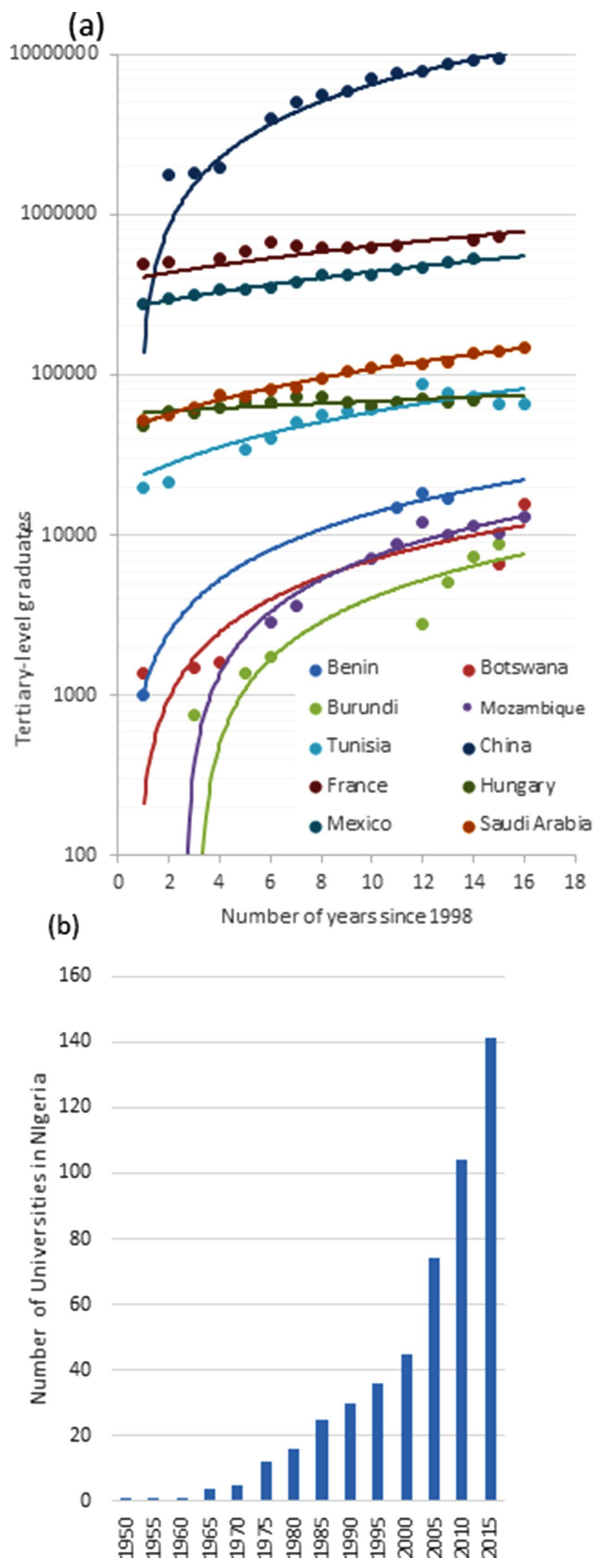 (a)
10000000
1000000
100000
10000
1000
100
Tertiary-level graduates
Benin
Botswana
Burundi
Mozambique
Tunisia
China
France
Hungary
Mexico
Saudi Arabia
0 2 4 6 8 10 12 14 16 18
Number of years since 1998
(b)
160
140
120
100
80
60
40
20
0
Number of Universities in NIgeria
1950 1955 1960 1965 1970 1975 1980 1985 1990 1995 2000 2005 2010 2015